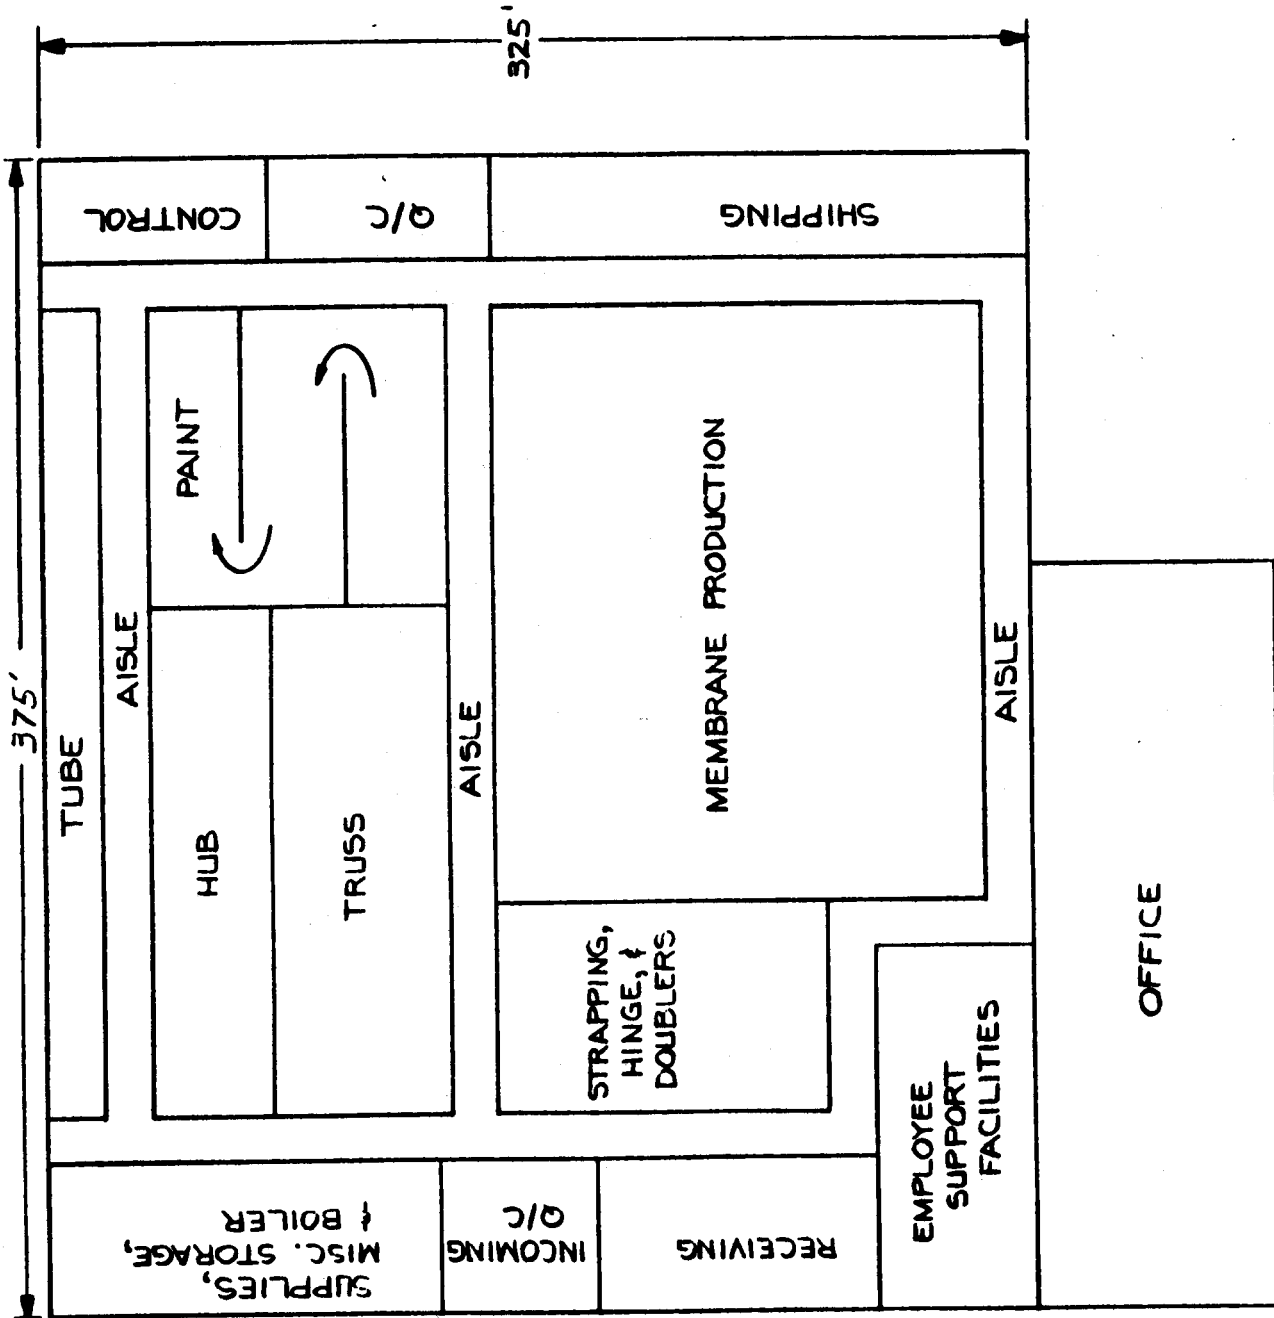 375'
325'
TUBE
AISLE
HUB
PAINT
TRUSS
AISLE
CONTROL
Q/C
SHIPPING
MEMBRANE PRODUCTION
STRAPPING,
HINGE, &
DOUBLERS
AISLE
SUPPLIES,
MISC. STORAGE,
& BOILER
INCOMING
Q/C
RECEIVING
EMPLOYEE
SUPPORT
FACILITIES
OFFICE